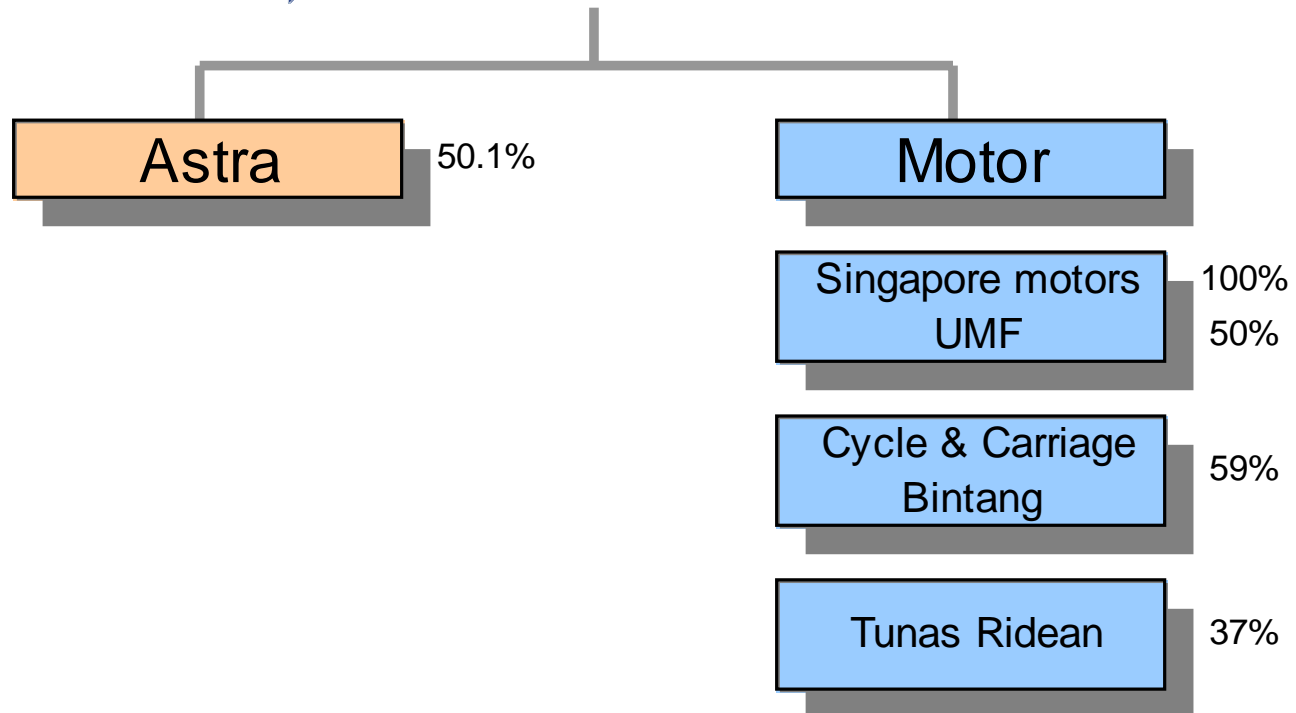 Astra
50.1%
Motor
Singapore motors
100%
UMF
50%
Cycle & Carriage
Bintang
59%
Tunas Ridean
37%